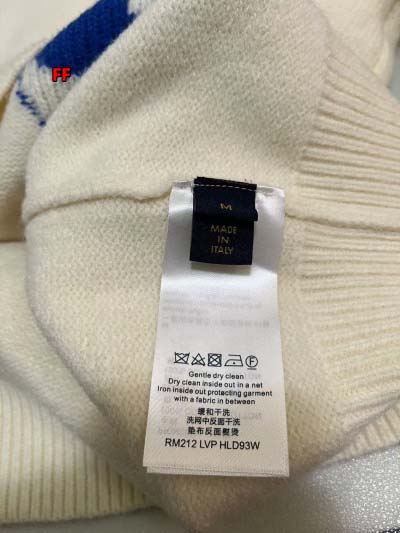 FF
M
MADE
IN
ITALY
Gentle dry clean
Dry clean inside out in a net
Iron inside out protecting garment
with a fabric in between
缓和干洗
洗网中反面干洗
垫布反面熨烫
RM212 LVP HLD93W